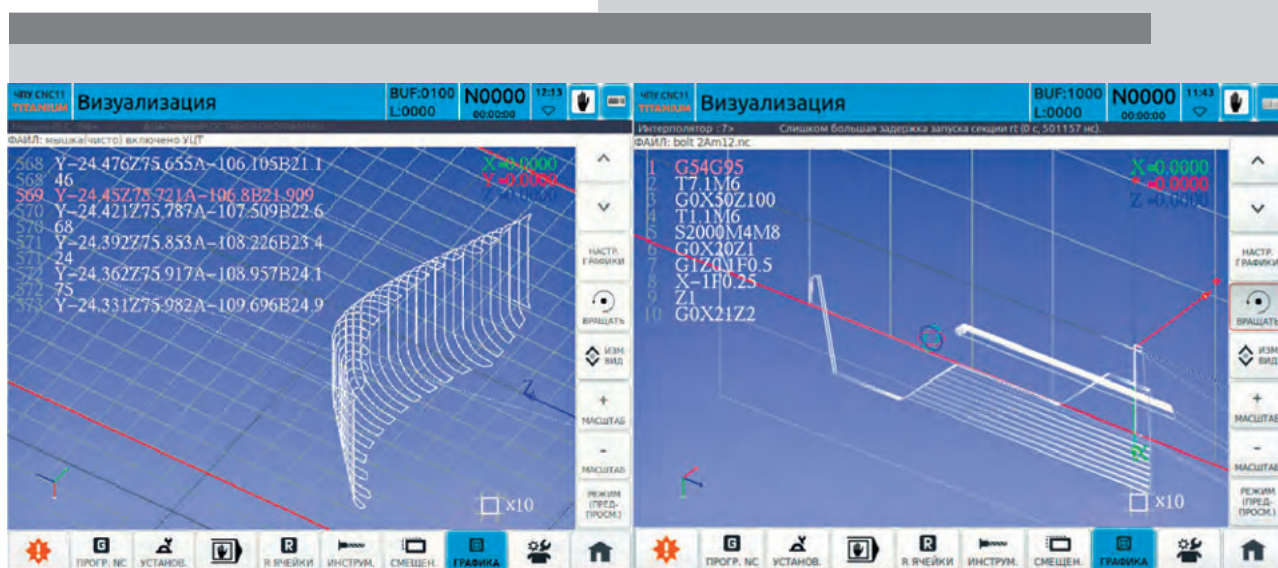 ЧПУ CNC11
TITANIUM
Визуализация
BUF:0100
L:0000
N0000
00:00:00
12:13
ФАЙЛ: мышка(чисто) включено УЦТ
568 Y-24.476Z75.655A-106.105B21.1
568 46
569 Y-24.45Z75.721A-106.8B21.909
570 Y-24.421Z75.787A-107.509B22.6
570 68
571 Y-24.392Z75.853A-108.226B23.4
571 24
572 Y-24.362Z75.917A-108.957B24.1
572 75
573 Y-24.331Z75.982A-109.696B24.9
X=0.0000
Y=0.0000
Z=0.0000
Z
x10
НАСТР.
ГРАФИКИ
ВРАЩАТЬ
ИЗМ.
ВИД
+
МАСШТАБ
-
МАСШТАБ
РЕЖИМ
(ПРЕД-
ПРОСМ.)
G
ПРОГР. NC
УСТАНОВ.
R
R ЯЧЕЙКИ
ИНСТРУМ.
СМЕЩЕН.
ГРАФИКА
ЧПУ CNC11
TITANIUM
Визуализация
BUF:1000
L:0000
N0000
00:00:00
11:43
Интерполятор :7> Слишком большая задержка запуска секции rt (0 с, 501157 нс).
ФАЙЛ: bolt 2Am12.nc
1 G54G95
2 T7.1M6
3 G0X50Z100
4 T1.1M6
5 S2000M4M8
6 G0X20Z1
7 G1Z0.1F0.5
8 X-1F0.25
9 Z1
10 G0X21Z2
X=0.0000
=0.0000
Z=0.0000
x10
НАСТР.
ГРАФИКИ
ВРАЩАТЬ
ИЗМ.
ВИД
+
МАСШТАБ
-
МАСШТАБ
РЕЖИМ
(ПРЕД-
ПРОСМ.)
G
ПРОГР. NC
УСТАНОВ.
R
R ЯЧЕЙКИ
ИНСТРУМ.
СМЕЩЕН.
ГРАФИКА